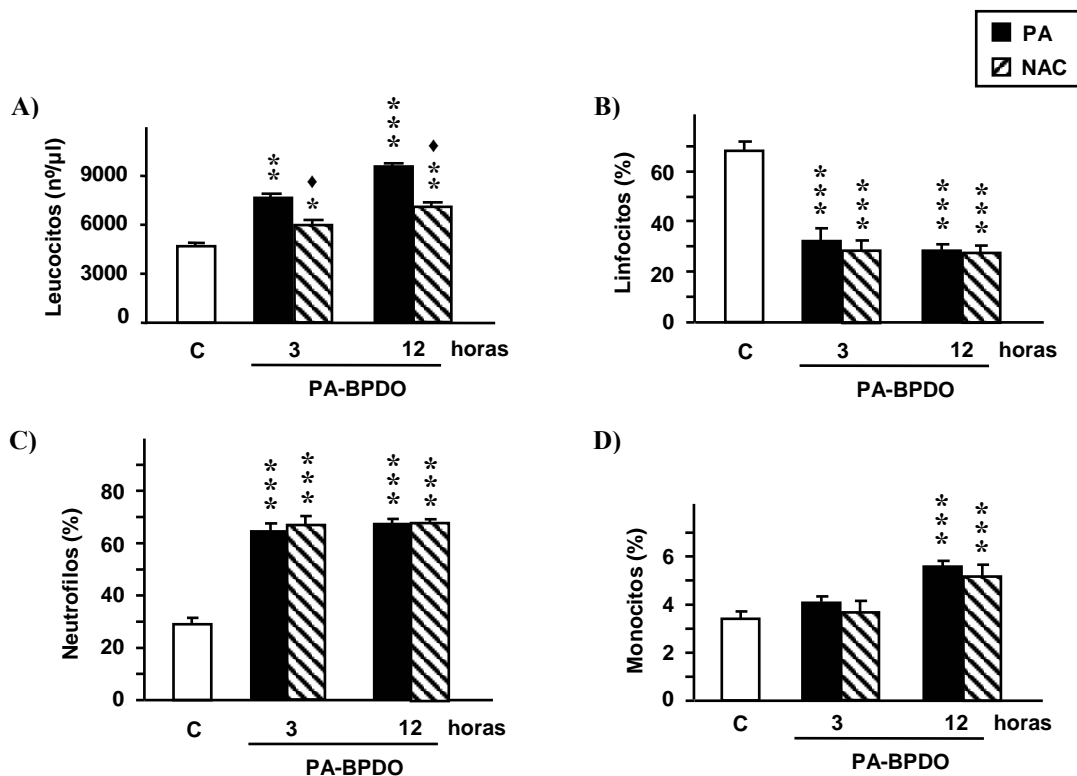 PA
NAC
A)
Leucocitos (nº/µl)
9000
6000
3000
0
**
♦
*
***
♦
**
C
3
12
horas
PA-BPDO
B)
Linfocitos (%)
60
40
20
0
***
***
***
***
C
3
12
horas
PA-BPDO
C)
Neutrofilos (%)
80
60
40
20
0
***
***
***
***
C
3
12
horas
PA-BPDO
D)
Monocitos (%)
6
4
2
0
***
***
C
3
12
horas
PA-BPDO